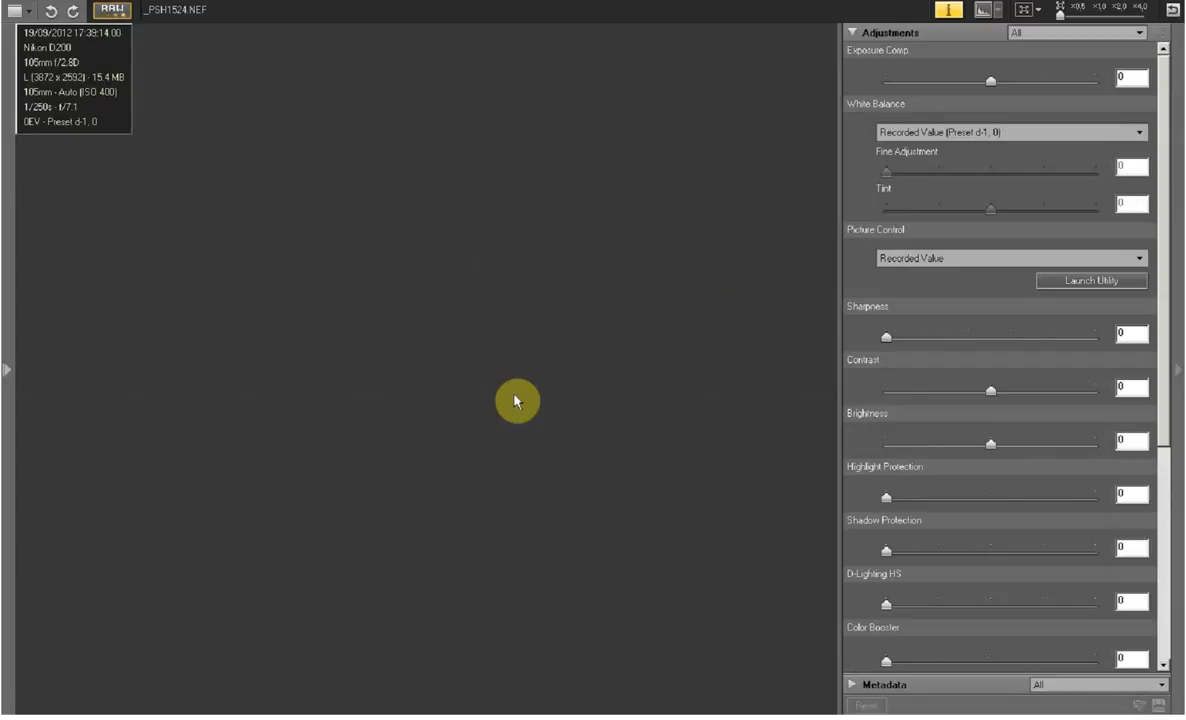 RAW
_PSH1524.NEF
i
x0,5 x1,0 x2,0 x4,0
19/09/2012 17:39:14.00
Nikon D200
105mm f/2,8D
L (3872 x 2592) - 15.4 MB
105mm - Auto (ISO 400)
1/250s - f/7.1
0EV - Preset d-1, 0
Adjustments
All
Exposure Comp.
0
White Balance
Recorded Value (Preset d-1, 0)
Fine Adjustment
0
Tint
0
Picture Control
Recorded Value
Launch Utility
Sharpness
0
Contrast
0
Brightness
0
Highlight Protection
0
Shadow Protection
0
D-Lighting HS
0
Color Booster
0
Metadata
All
Reset